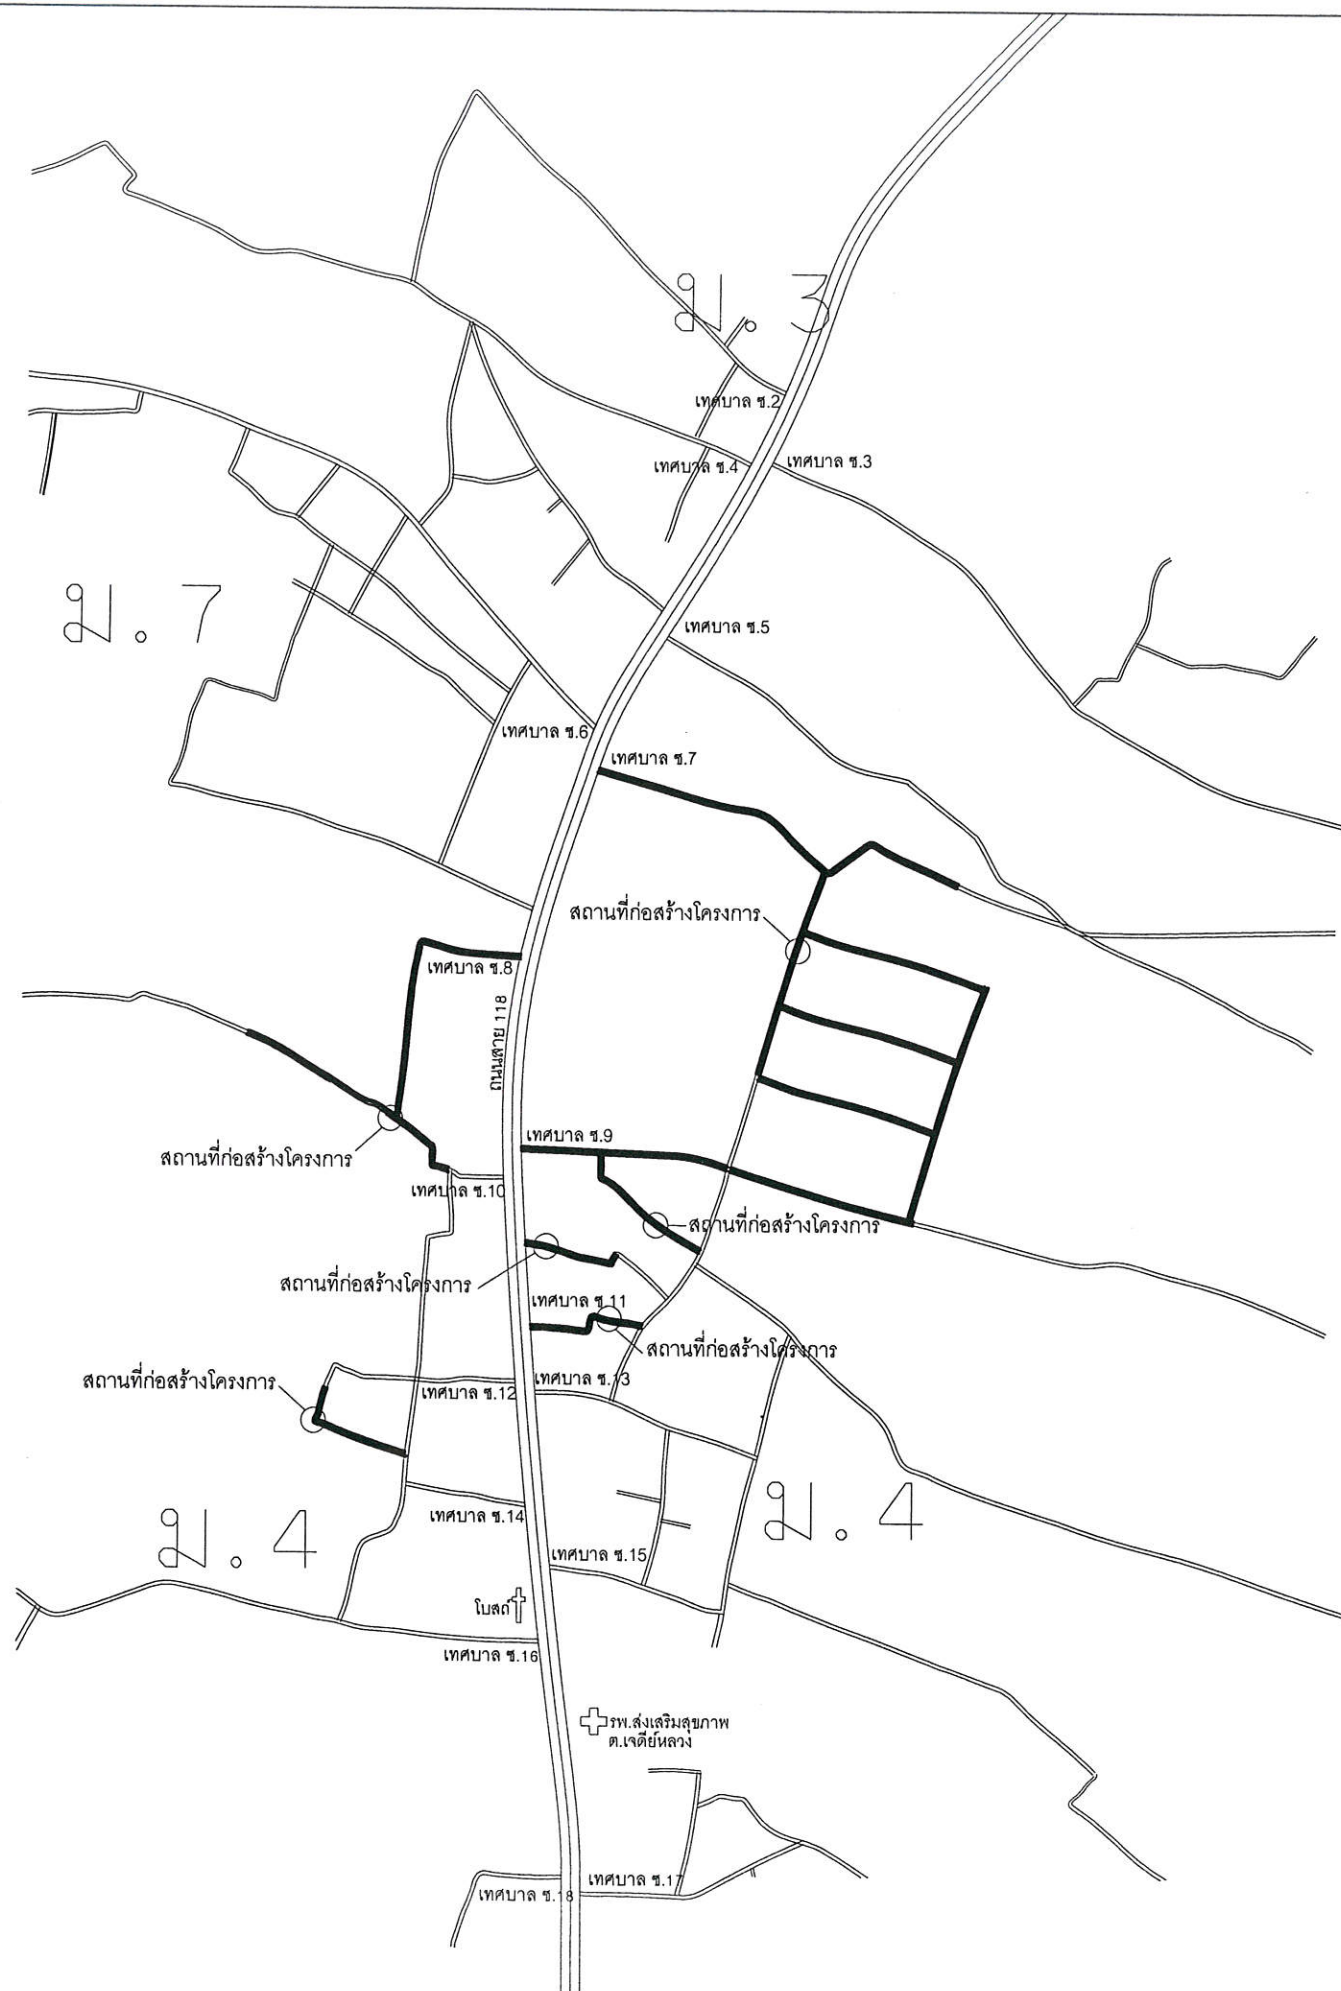 ม. 3
เทศบาล ซ.2
เทศบาล ซ.4
เทศบาล ซ.3
ม. 7
เทศบาล ซ.5
เทศบาล ซ.6
เทศบาล ซ.7
สถานที่ก่อสร้างโครงการ
เทศบาล ซ.8
ถนนสาย 118
เทศบาล ซ.9
สถานที่ก่อสร้างโครงการ
เทศบาล ซ.10
สถานที่ก่อสร้างโครงการ
สถานที่ก่อสร้างโครงการ
เทศบาล ซ.11
สถานที่ก่อสร้างโครงการ
สถานที่ก่อสร้างโครงการ
เทศบาล ซ.13
เทศบาล ซ.12
ม. 4
ม. 4
เทศบาล ซ.14
เทศบาล ซ.15
โบสถ์
เทศบาล ซ.16
รพ.ส่งเสริมสุขภาพ
ต.เจดีย์หลวง
เทศบาล ซ.17
เทศบาล ซ.18